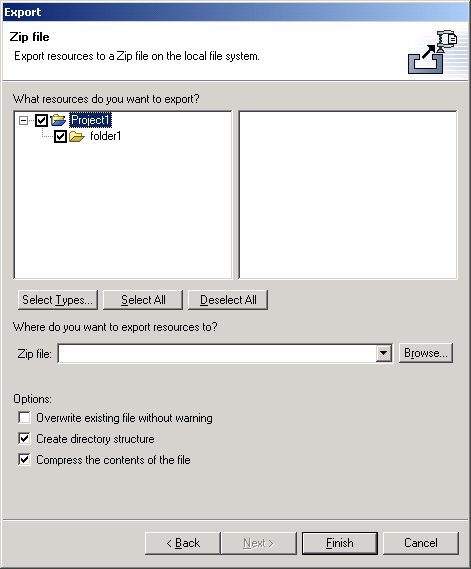 Export
Zip file
Export resources to a Zip file on the local file system.
What resources do you want to export?
Project1
folder1
Select Types... Select All Deselect All
Where do you want to export resources to?
Zip file: Browse...
Options:
Overwrite existing file without warning
Create directory structure
Compress the contents of the file
< Back Next > Finish Cancel